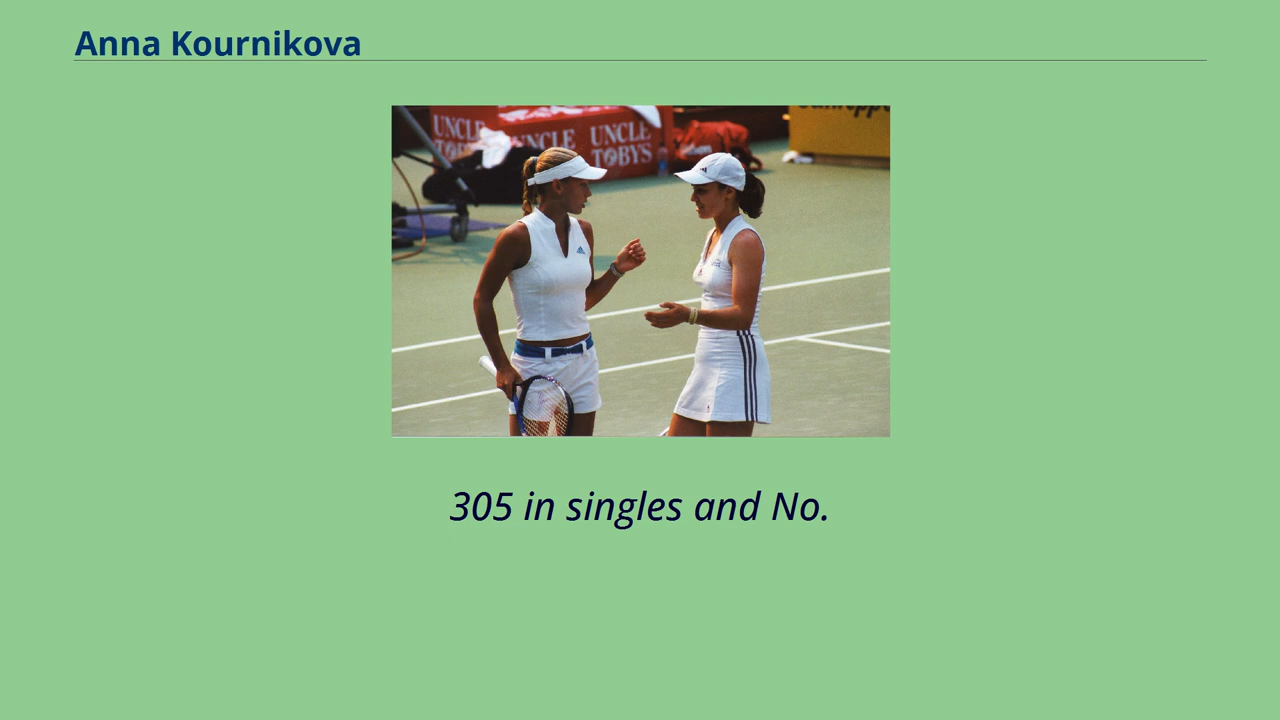 Anna Kournikova
UNCLE
TOBYS
UNCLE
UNCLE
TOBYS
305 in singles and No.